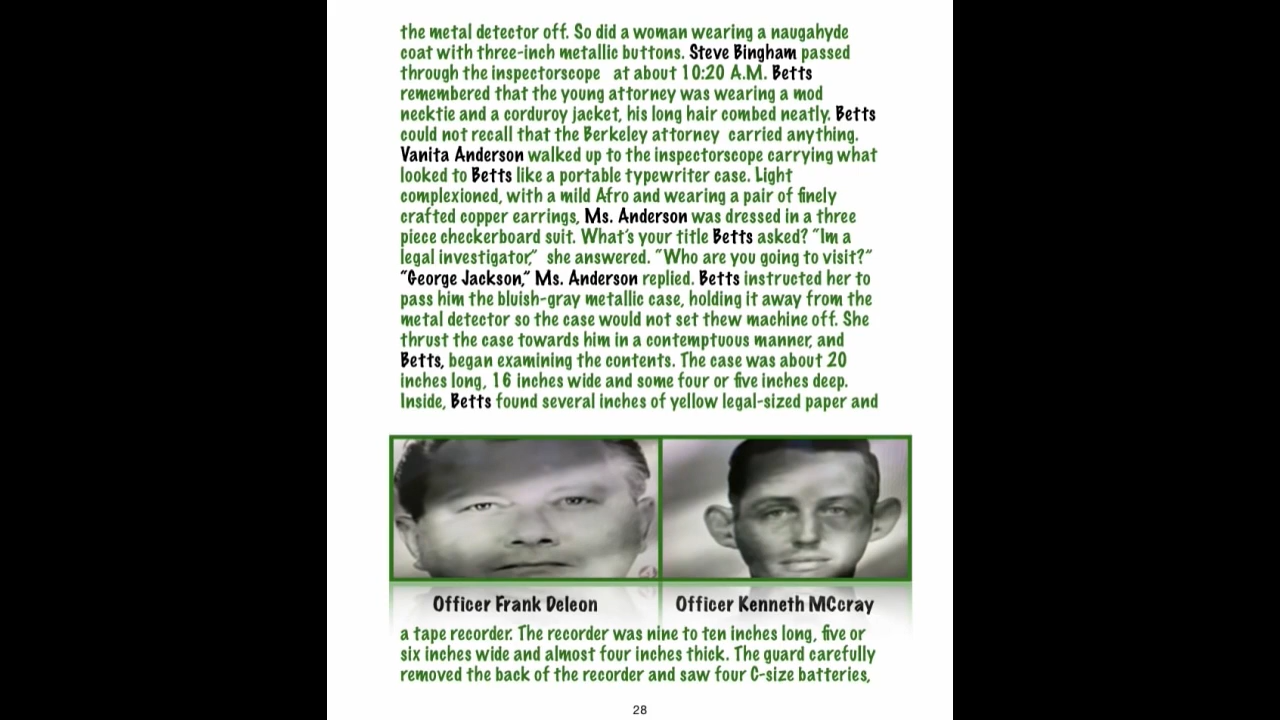 the metal detector off. So did a woman wearing a naugahyde
coat with three-inch metallic buttons. Steve Bingham passed
through the inspectorscope at about 10:20 A.M. Betts
remembered that the young attorney was wearing a mod
necktie and a corduroy jacket, his long hair combed neatly. Betts
could not recall that the Berkeley attorney carried anything.
Vanita Anderson walked up to the inspectorscope carrying what
looked to Betts like a portable typewriter case. Light
complexioned, with a mild Afro and wearing a pair of finely
crafted copper earrings, Ms. Anderson was dressed in a three
piece checkerboard suit. What's your title Betts asked? "Im a
legal investigator," she answered. "Who are you going to visit?"
"George Jackson," Ms. Anderson replied. Betts instructed her to
pass him the bluish-gray metallic case, holding it away from the
metal detector so the case would not set thew machine off. She
thrust the case towards him in a contemptuous manner, and
Betts, began examining the contents. The case was about 20
inches long, 16 inches wide and some four or five inches deep.
Inside, Betts found several inches of yellow legal-sized paper and
Officer Frank Deleon
Officer Kenneth MCcray
a tape recorder. The recorder was nine to ten inches long, five or
six inches wide and almost four inches thick. The guard carefully
removed the back of the recorder and saw four C-size batteries,
28